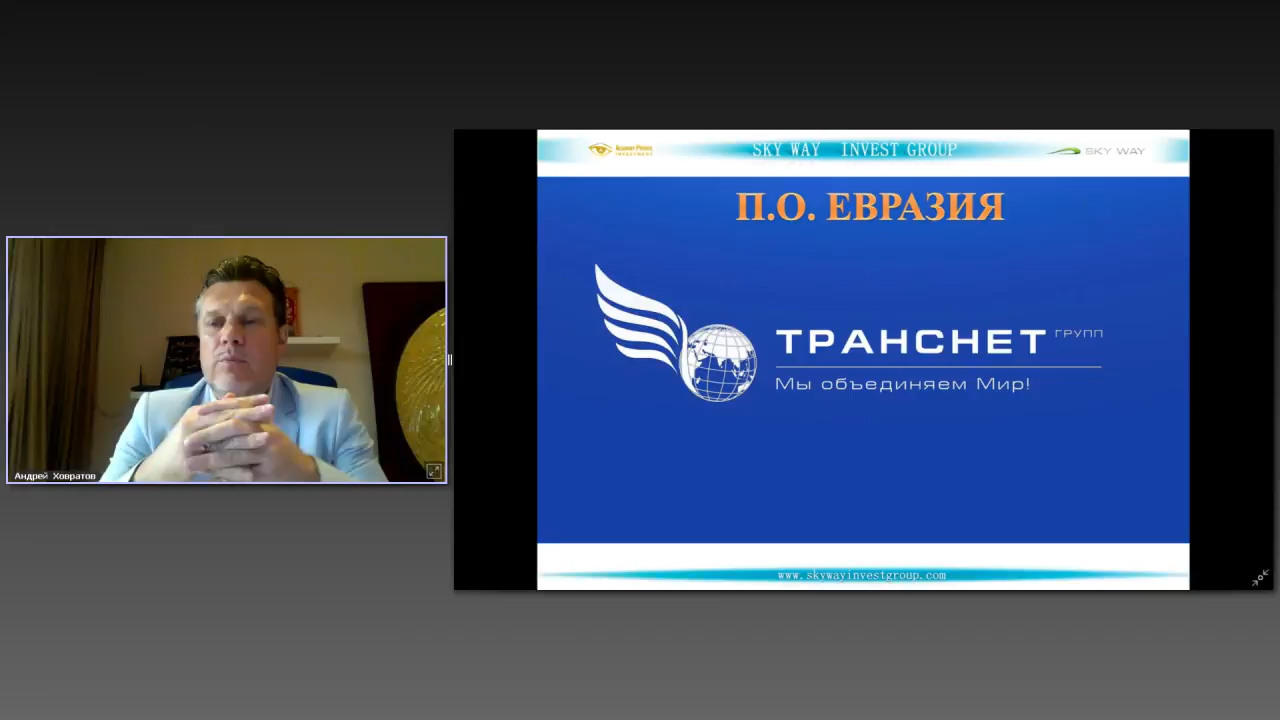 SKY WAY INVEST GROUP
SKY WAY
П.О. ЕВРАЗИЯ
ТРАНСНЕТ ГРУПП
Мы объединяем Мир!
Андрей Ховратов
www.skywayinvestgroup.com